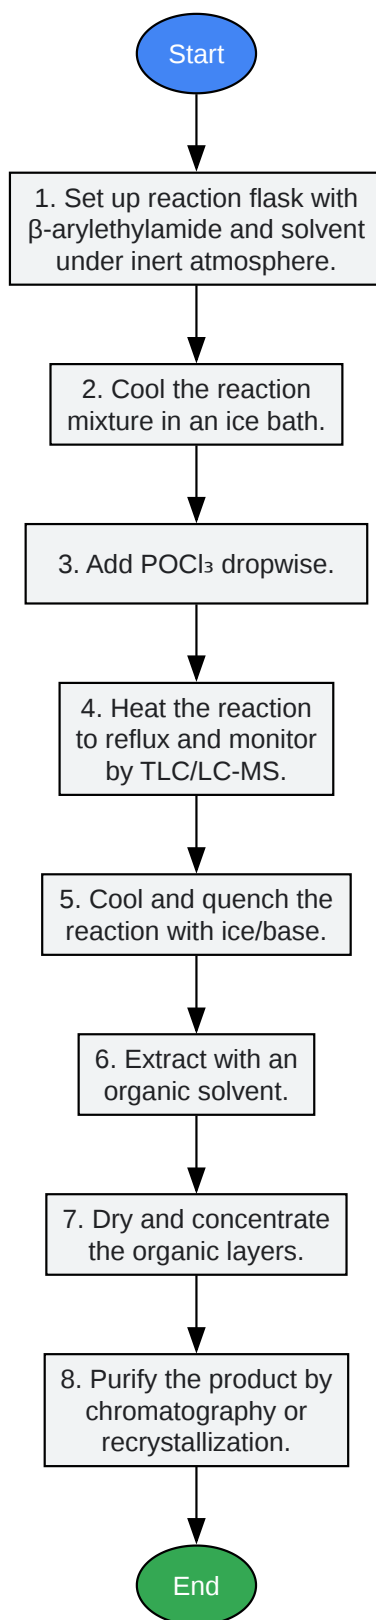 Start
1. Set up reaction flask with
β-arylethylamide and solvent
under inert atmosphere.
2. Cool the reaction
mixture in an ice bath.
3. Add POCl₃ dropwise.
4. Heat the reaction
to reflux and monitor
by TLC/LC-MS.
5. Cool and quench the
reaction with ice/base.
6. Extract with an
organic solvent.
7. Dry and concentrate
the organic layers.
8. Purify the product by
chromatography or
recrystallization.
End